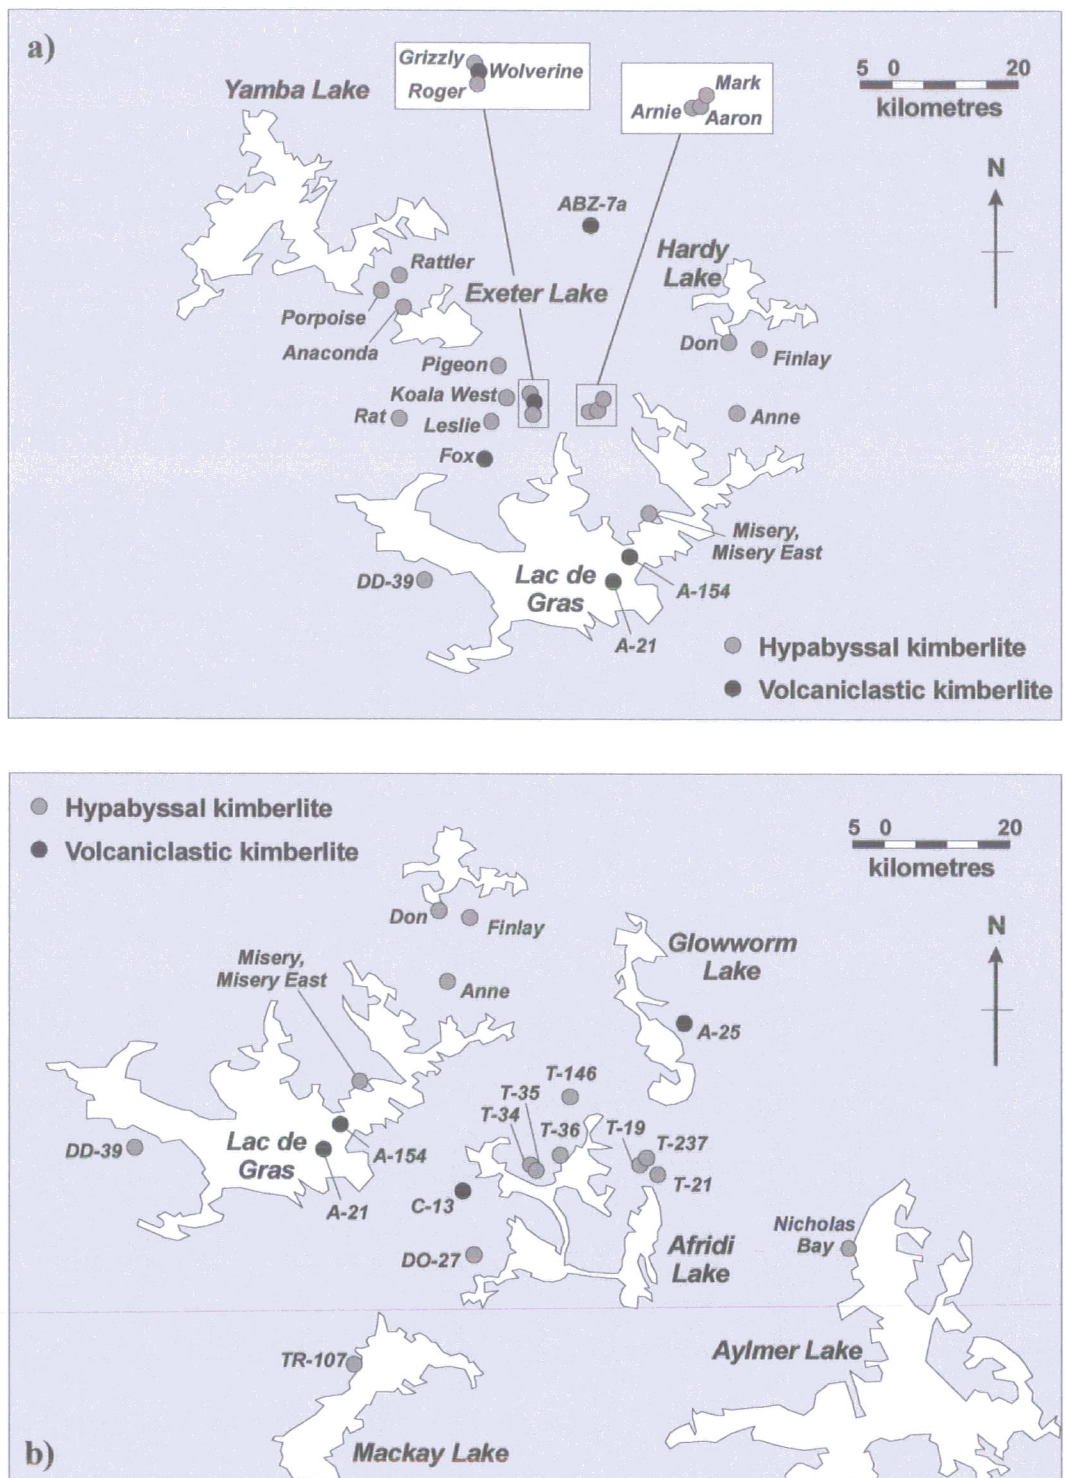 a)
Grizzly
Wolverine
Roger
Mark
Arnie
Aaron
5 0 20
kilometres
N
Yamba Lake
ABZ-7a
Hardy
Lake
Rattler
Exeter Lake
Porpoise
Anaconda
Don
Finlay
Pigeon
Koala West
Rat
Leslie
Anne
Fox
Misery,
Misery East
DD-39
Lac de
Gras
A-154
A-21
Hypabyssal kimberlite
Volcaniclastic kimberlite
Hypabyssal kimberlite
Volcaniclastic kimberlite
5 0 20
kilometres
N
Don
Finlay
Glowworm
Lake
Misery,
Misery East
Anne
A-25
T-146
T-35
T-34
T-36
T-19
T-237
T-21
DD-39
Lac de
Gras
A-154
A-21
C-13
DO-27
Afridi
Lake
Nicholas
Bay
TR-107
Aylmer Lake
Mackay Lake
b)